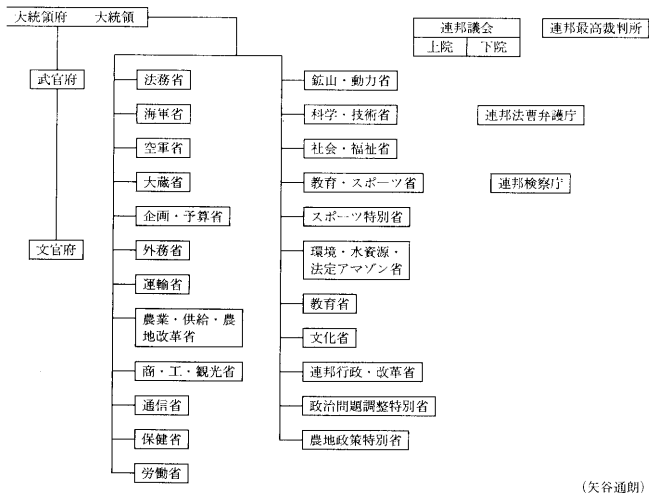 大統領府 大統領
武官府
文官府
法務省
海軍省
空軍省
大蔵省
企画・予算省
外務省
運輸省
農業・供給・農
地改革省
商・工・観光省
通信省
保健省
労働省
鉱山・動力省
科学・技術省
社会・福祉省
教育・スポーツ省
スポーツ特別省
環境・水資源・
法定アマゾン省
教育省
文化省
連邦行政・改革省
政治問題調整特別省
農地政策特別省
連邦議会
上院 下院
連邦最高裁判所
連邦法曹弁護庁
連邦検察庁
(矢谷通朗)